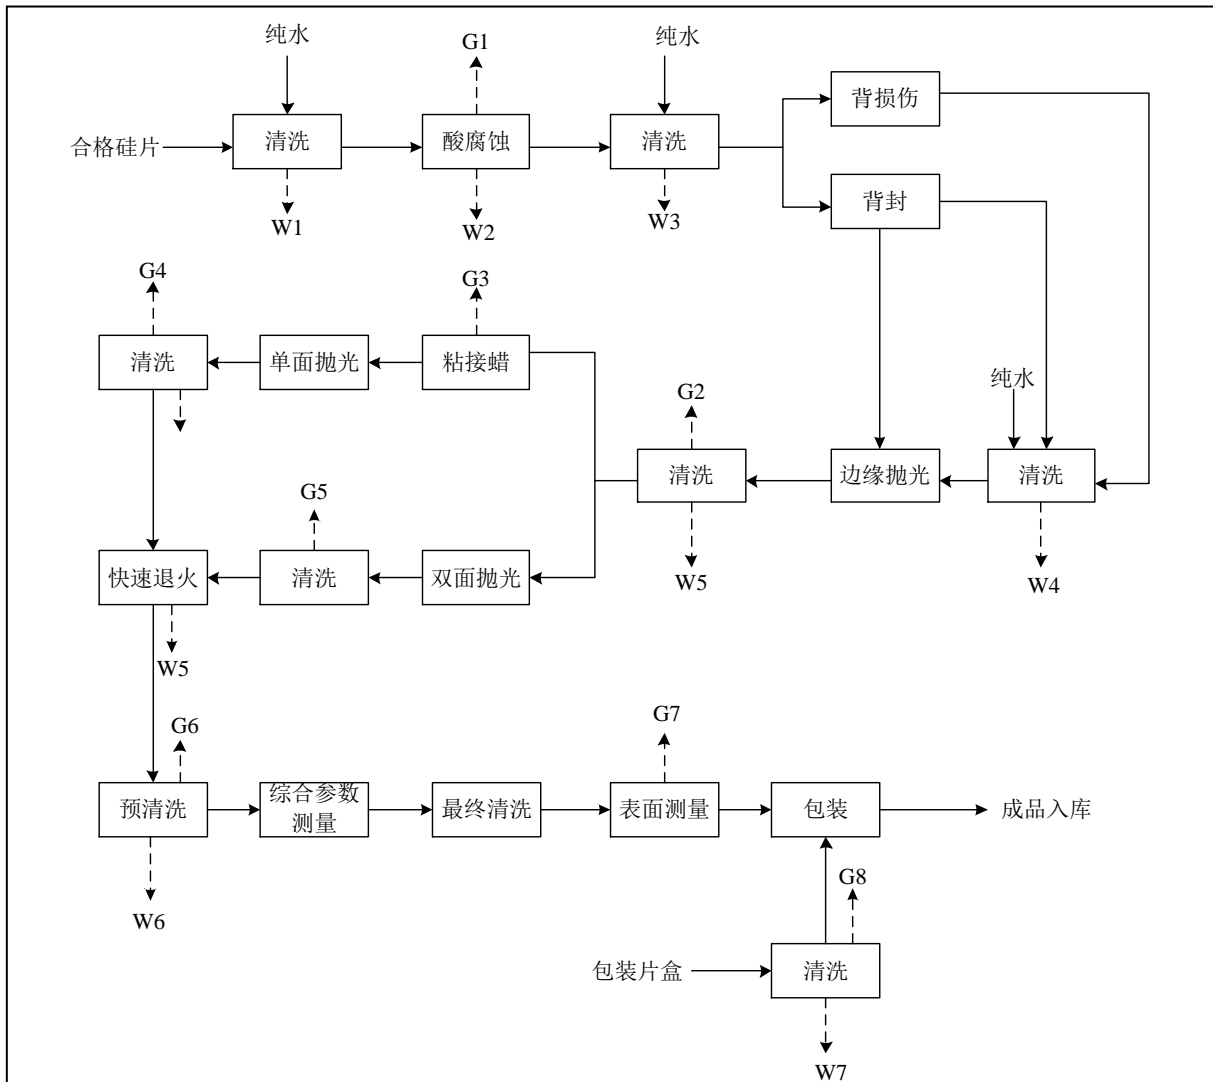 纯水
G1
纯水
背损伤
合格硅片
清洗
酸腐蚀
清洗
背封
W1
W2
W3
G4
G3
清洗
单面抛光
粘接蜡
G2
纯水
清洗
边缘抛光
清洗
G5
快速退火
清洗
双面抛光
W5
W4
W5
G6
G7
预清洗
综合参数
测量
最终清洗
表面测量
包装
成品入库
G8
W6
包装片盒
清洗
W7